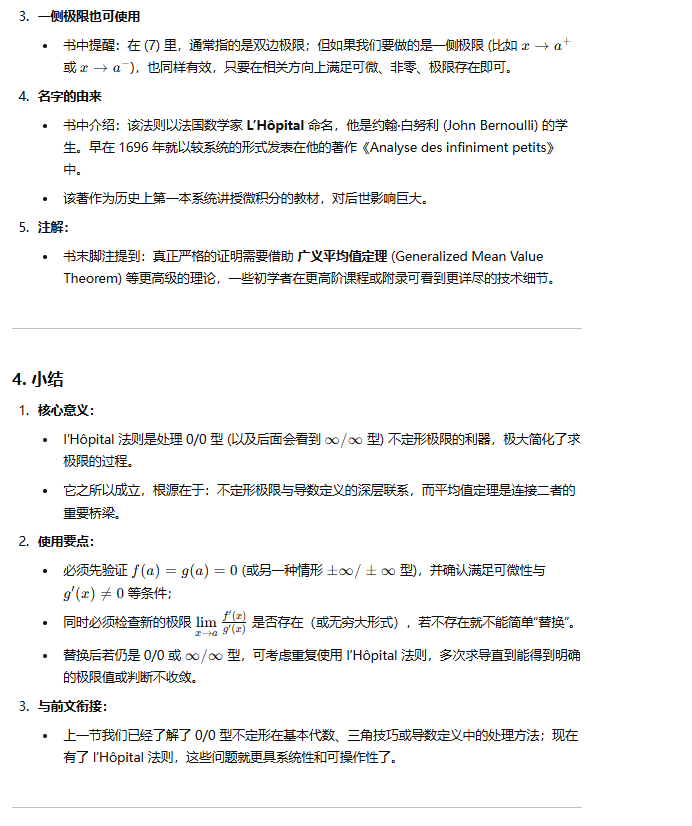 3. 一侧极限也可使用
• 书中提醒：在 (7) 里，通常指的是双边极限；但如果我们要做的是一侧极限 (比如 x → a⁺
或 x → a⁻)，也同样有效，只要在相关方向上满足可微、非零、极限存在即可。
4. 名字的由来
• 书中介绍：该法则以法国数学家 L’Hôpital 命名，他是约翰·白努利 (John Bernoulli) 的学
生。早在 1696 年就以较系统的形式发表在他的著作《Analyse des infiniment petits》
中。
• 该著作为历史上第一本系统讲授微积分的教材，对后世影响巨大。
5. 注解：
• 书末脚注提到：真正严格的证明需要借助 广义平均值定理 (Generalized Mean Value
Theorem) 等更高级的理论，一些初学者在更高阶课程或附录可看到更详尽的技术细节。
4. 小结
1. 核心意义：
• l’Hôpital 法则是处理 0/0 型 (以及后面会看到 ∞/∞ 型) 不定形极限的利器，极大简化了求
极限的过程。
• 它之所以成立，根源在于：不定形极限与导数定义的深层联系，而平均值定理是连接二者的
重要桥梁。
2. 使用要点：
• 必须先验证 f(a) = g(a) = 0 (或另一种情形 ±∞/ ± ∞ 型)，并确认满足可微性与
g′(x) ≠ 0 等条件；
• 同时必须检查新的极限 lim x→a f′(x)/g′(x) 是否存在（或无穷大形式），若不存在就不能简单“替换”。
• 替换后若仍是 0/0 或 ∞/∞ 型，可考虑重复使用 l’Hôpital 法则，多次求导直到能得到明确
的极限值或判断不收敛。
3. 与前文衔接：
• 上一节我们已经了解了 0/0 型不定形在基本代数、三角技巧或导数定义中的处理方法；现在
有了 l’Hôpital 法则，这些问题就更具系统性和可操作性了。